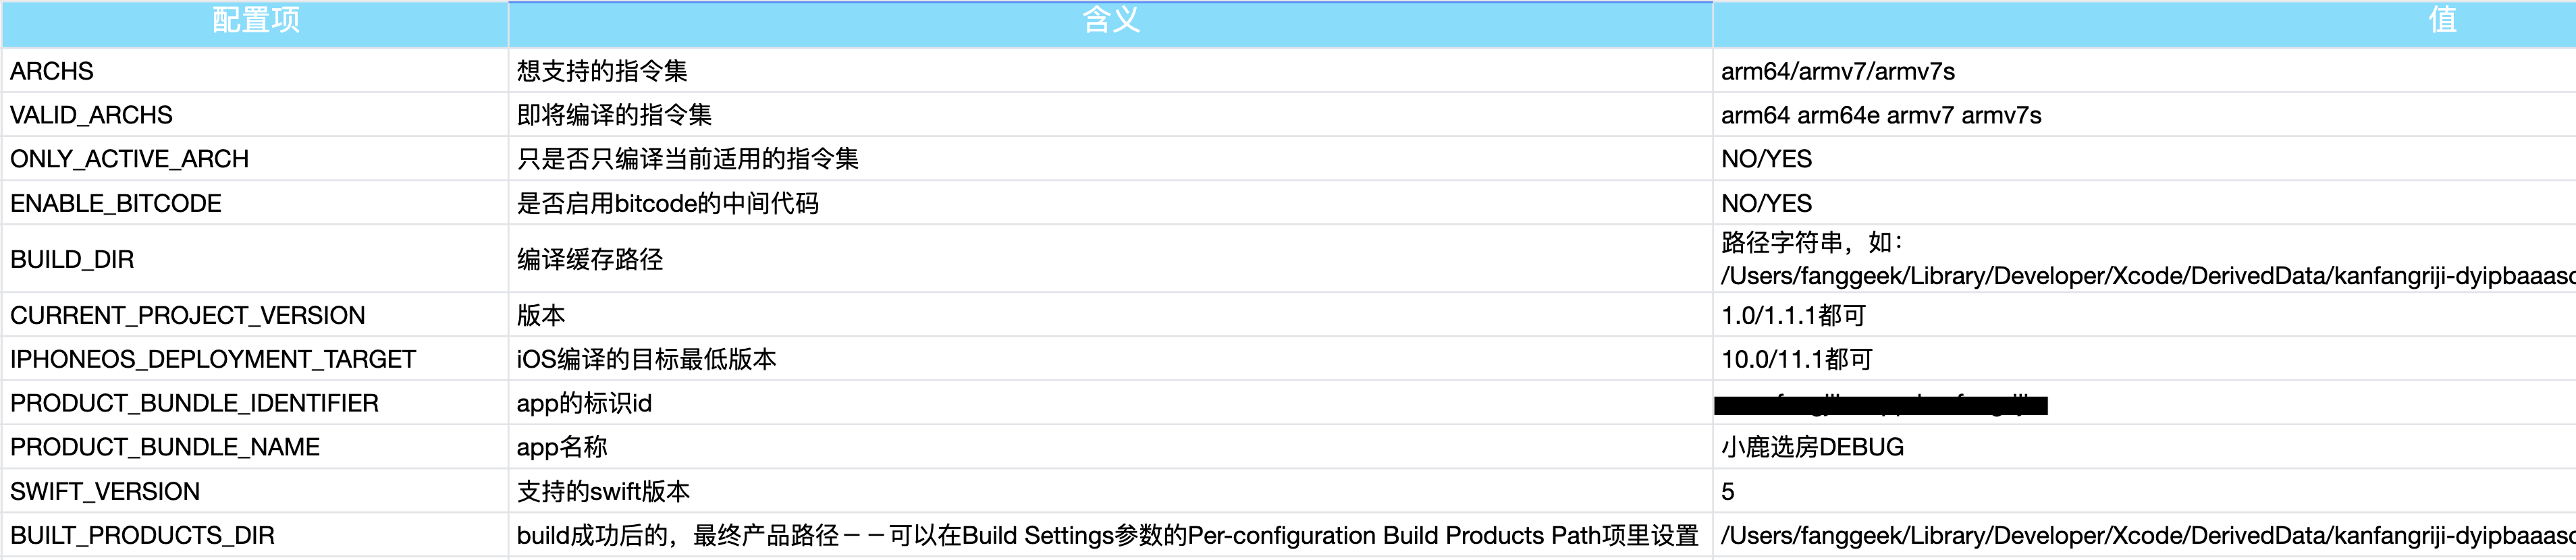 配置项 含义 值
ARCHS 想支持的指令集 arm64/armv7/armv7s
VALID_ARCHS 即将编译的指令集 arm64 arm64e armv7 armv7s
ONLY_ACTIVE_ARCH 只是否只编译当前适用的指令集 NO/YES
ENABLE_BITCODE 是否启用bitcode的中间代码 NO/YES
BUILD_DIR 编译缓存路径 路径字符串，如：
/Users/fanggeek/Library/Developer/Xcode/DerivedData/kanfangriji-dyipbaaasc
CURRENT_PROJECT_VERSION 版本 1.0/1.1.1都可
IPHONEOS_DEPLOYMENT_TARGET iOS编译的目标最低版本 10.0/11.1都可
PRODUCT_BUNDLE_IDENTIFIER app的标识id
PRODUCT_BUNDLE_NAME app名称 小鹿选房DEBUG
SWIFT_VERSION 支持的swift版本 5
BUILT_PRODUCTS_DIR build成功后的，最终产品路径－－可以在Build Settings参数的Per-configuration Build Products Path项里设置 /Users/fanggeek/Library/Developer/Xcode/DerivedData/kanfangriji-dyipbaaasc